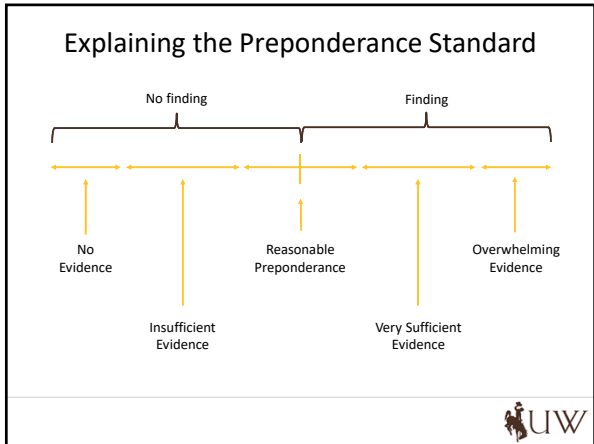 Explaining the Preponderance Standard
No finding
Finding
No
Evidence
Reasonable
Preponderance
Overwhelming
Evidence
Insufficient
Evidence
Very Sufficient
Evidence
UW